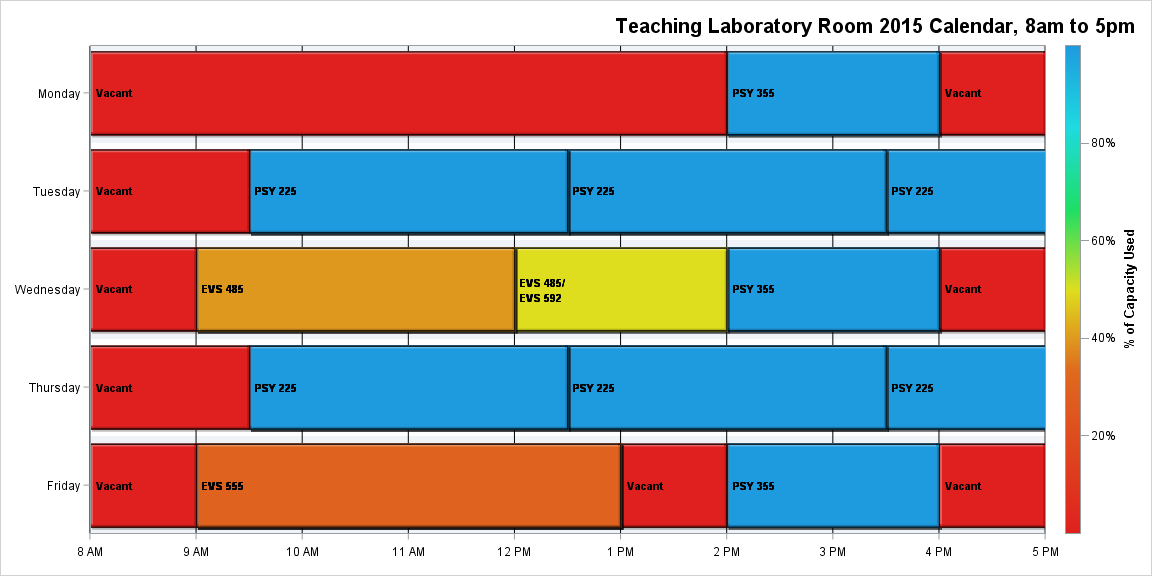 Teaching Laboratory Room 2015 Calendar, 8am to 5pm
Monday
Vacant
PSY 355
Vacant
Tuesday
Vacant
PSY 225
PSY 225
PSY 225
Wednesday
Vacant
EVS 485
EVS 485/
EVS 592
PSY 355
Vacant
Thursday
Vacant
PSY 225
PSY 225
PSY 225
Friday
Vacant
EVS 555
Vacant
PSY 355
Vacant
8 AM
9 AM
10 AM
11 AM
12 PM
1 PM
2 PM
3 PM
4 PM
5 PM
80%
60%
40%
20%
% of Capacity Used